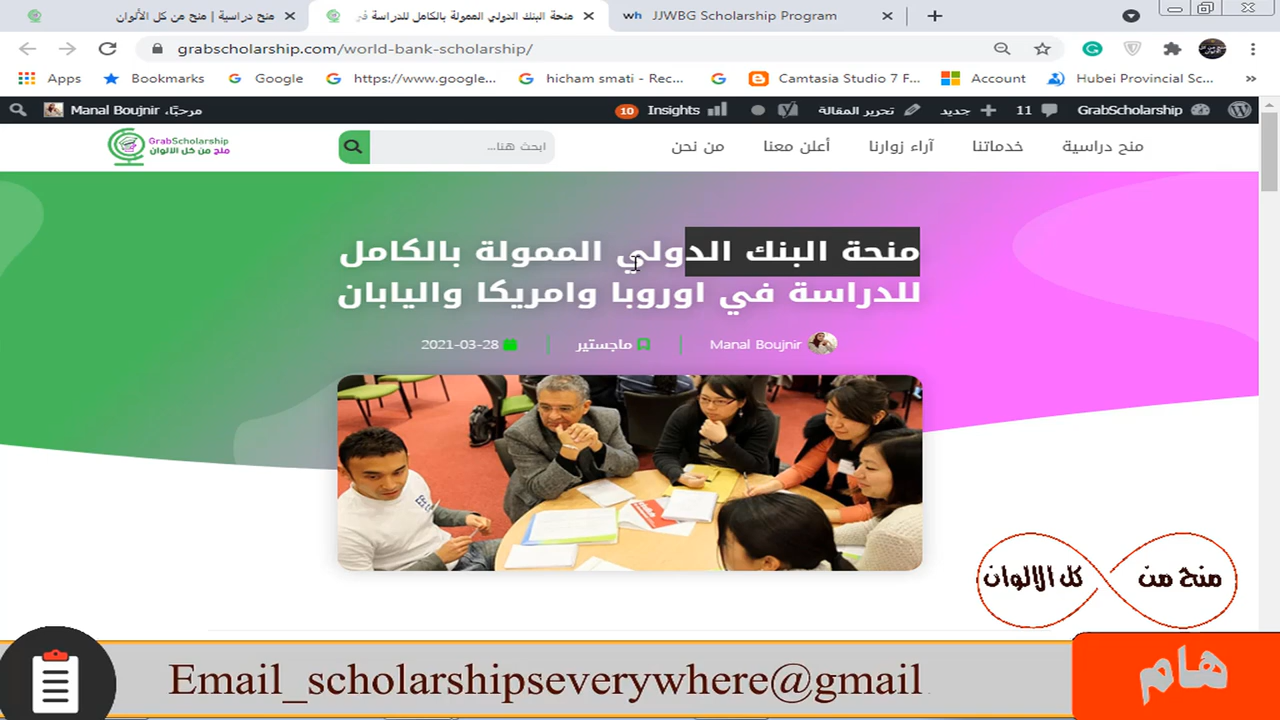 منح دراسية | منح من كل الألوان
منحة البنك الدولي الممولة بالكامل للدراسة في
wh JJWBG Scholarship Program
grabscholarship.com/world-bank-scholarship/
Apps Bookmarks Google https://www.google... hicham smati - Rec... Camtasia Studio 7 F... Account Hubei Provincial Sc... »
مرحبًا، Manal Boujnir
10 Insights تحرير المقالة جديد 11 GrabScholarship
GrabScholarship
منح من كل الالوان
ابحث هنا...
منح دراسية خدماتنا آراء زوارنا أعلن معنا من نحن
منحة البنك الدولي الممولة بالكامل
للدراسة في اوروبا وامريكا واليابان
Manal Boujnir | ماجستير | 2021-03-28
منح من كل الالوان
Email_scholarshipseverywhere@gmail
هام